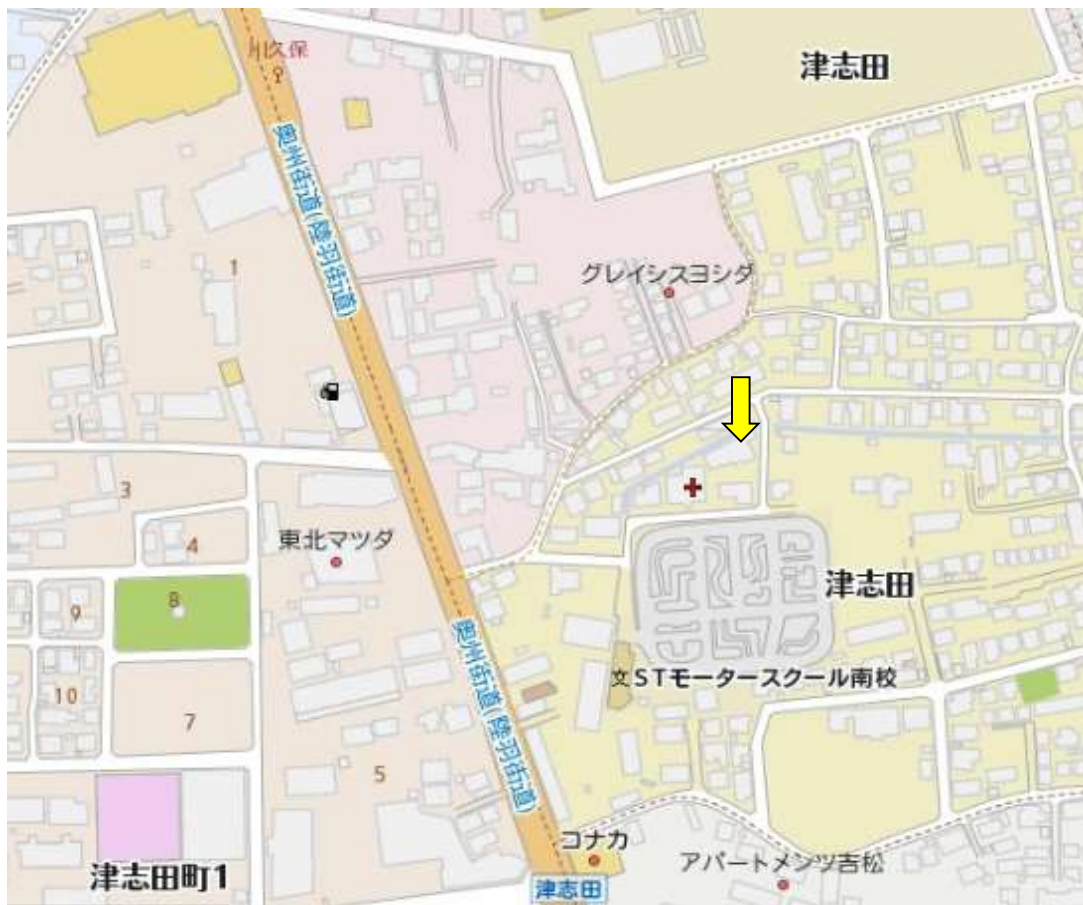 川久保
津志田
奥州街道(陸羽街道)
グレイシスヨシダ
1
3
4
東北マツダ
津志田
8
9
奥州街道(陸羽街道)
文STモータースクール南校
10
7
5
コナカ
津志田町1
アパートメンツ吉松
津志田